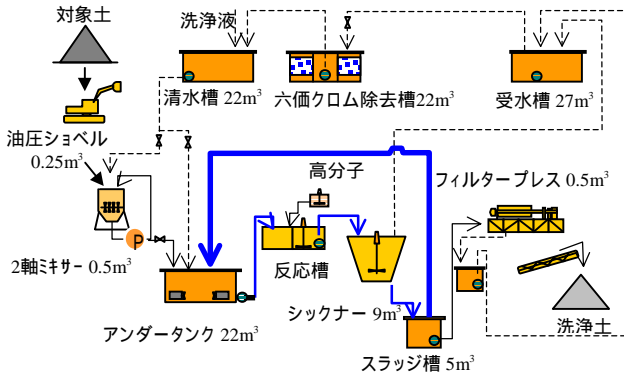 対象土
洗浄液
清水槽 22m³
六価クロム除去槽22m³
受水槽 27m³
油圧ショベル
0.25m³
高分子
フィルタープレス 0.5m³
P
2軸ミキサー 0.5m³
反応槽
アンダータンク 22m³
シックナー 9m³
スラッジ槽 5m³
洗浄土